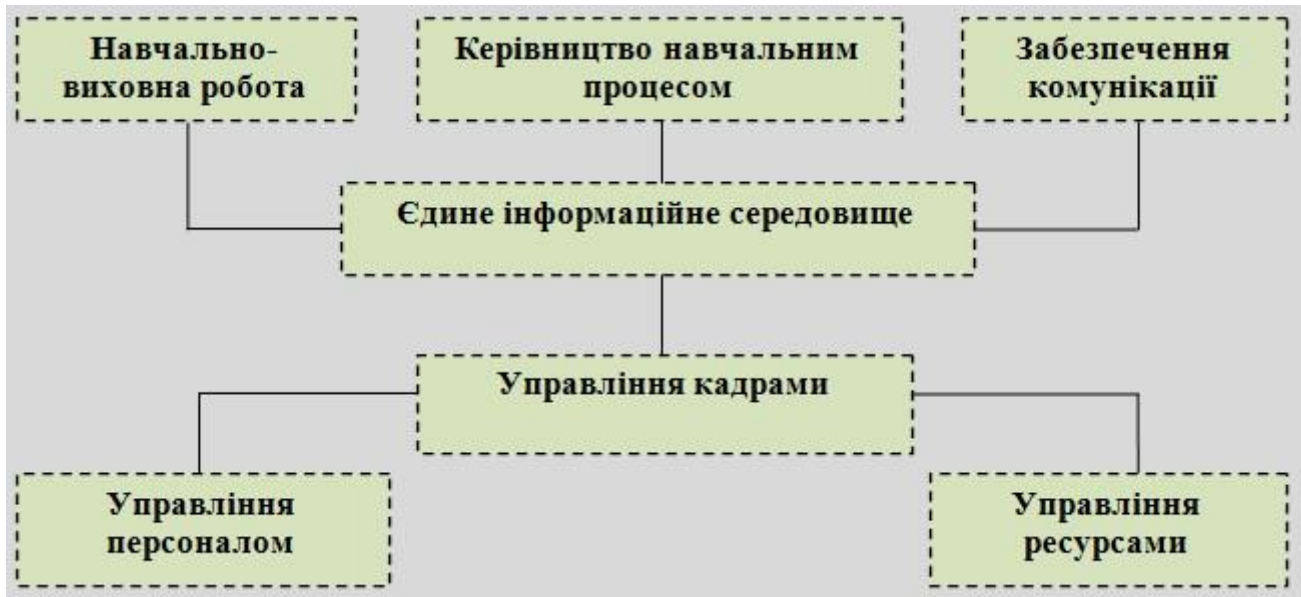 Навчально-
виховна робота
Керівництво навчальним
процесом
Забезпечення
комунікації
Єдине інформаційне середовище
Управління кадрами
Управління
персоналом
Управління
ресурсами